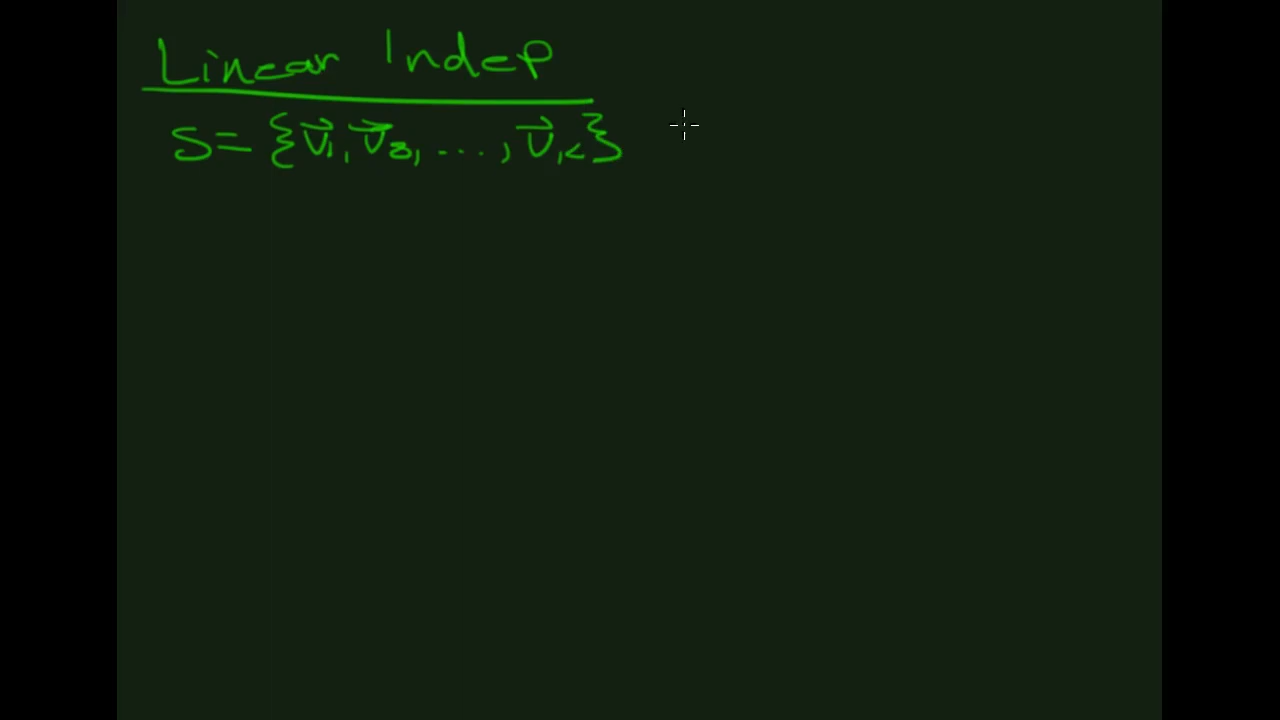 Linear Indep
S = {v⃗₁, v⃗₂, ..., v⃗ₖ}